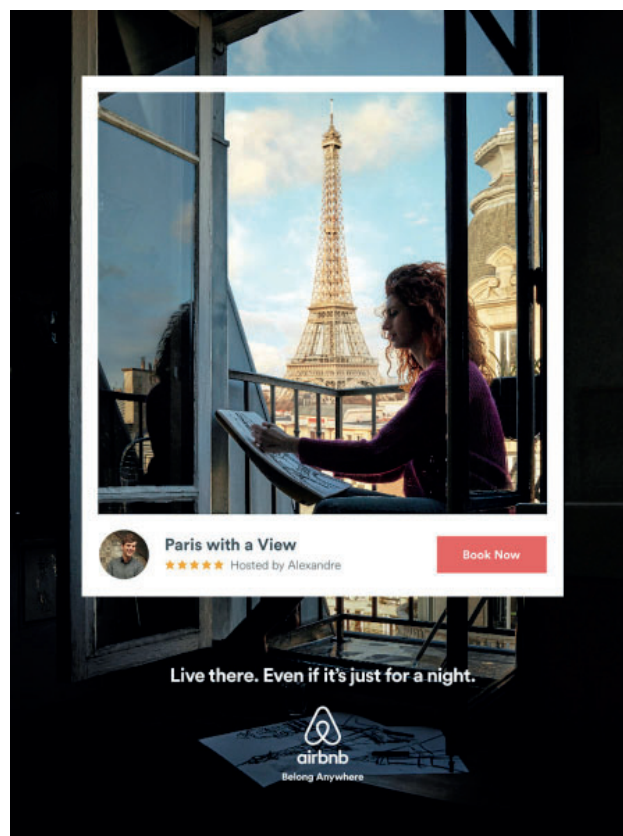 Paris with a View
Hosted by Alexandre
Book Now
Live there. Even if it's just for a night.
airbnb
Belong Anywhere